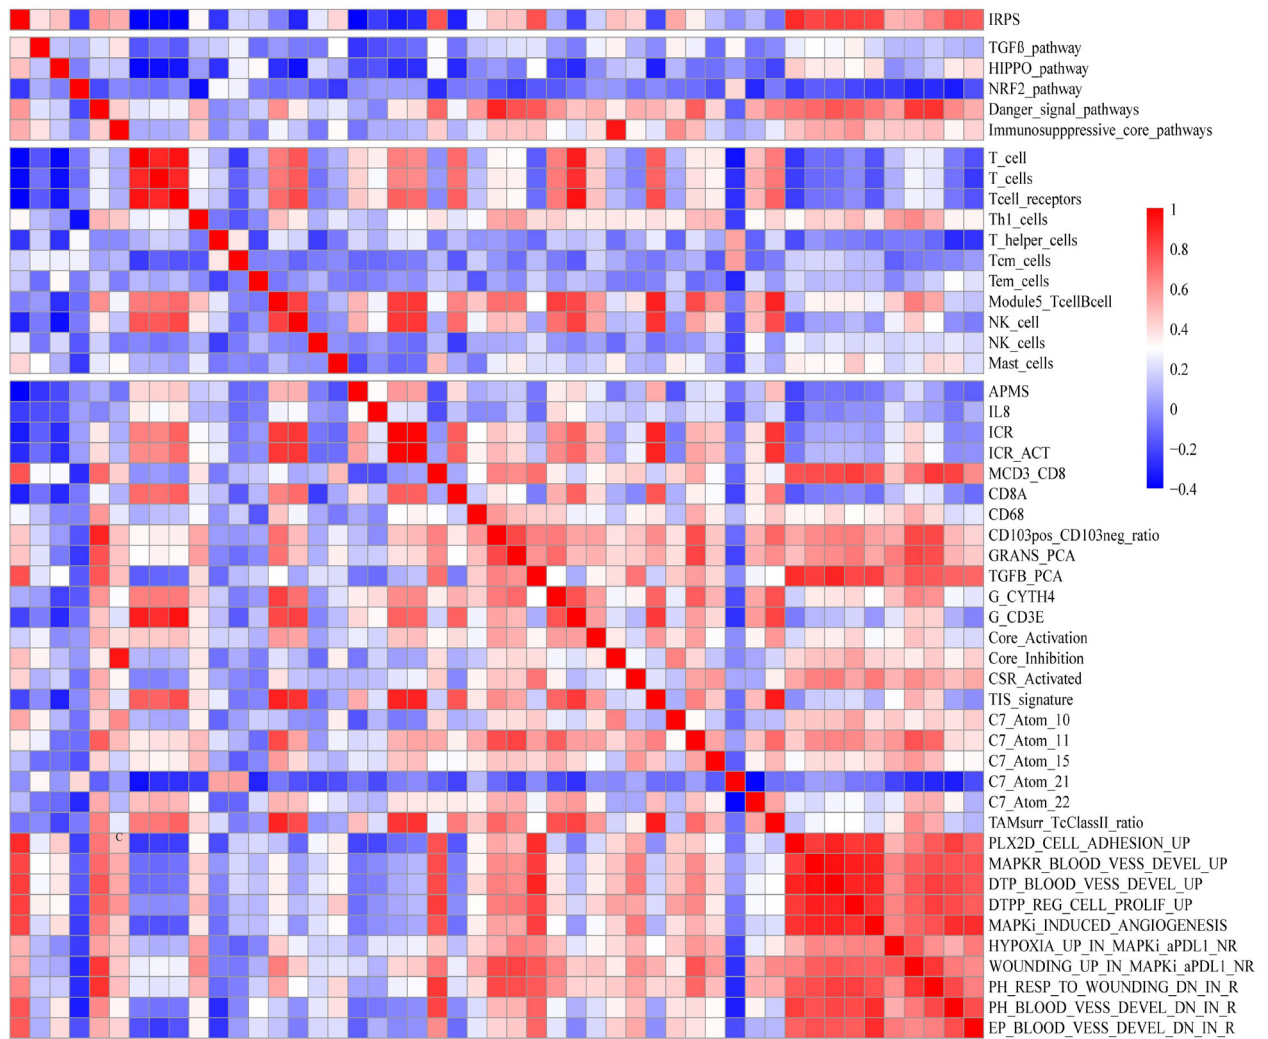 IRPS
TGFß_pathway
HIPPO_pathway
NRF2_pathway
Danger_signal_pathways
Immunosupppressive_core_pathways
T_cell
T_cells
Tcell_receptors
Th1_cells
T_helper_cells
Tcm_cells
Tem_cells
Module5_TcellBcell
NK_cell
NK_cells
Mast_cells
APMS
IL8
ICR
ICR_ACT
MCD3_CD8
CD8A
CD68
CD103pos_CD103neg_ratio
GRANS_PCA
TGFB_PCA
G_CYTH4
G_CD3E
Core_Activation
Core_Inhibition
CSR_Activated
TIS_signature
C7_Atom_10
C7_Atom_11
C7_Atom_15
C7_Atom_21
C7_Atom_22
TAMsurr_TcClassII_ratio
C
PLX2D_CELL_ADHESION_UP
MAPKR_BLOOD_VESS_DEVEL_UP
DTP_BLOOD_VESS_DEVEL_UP
DTPP_REG_CELL_PROLIF_UP
MAPKi_INDUCED_ANGIOGENESIS
HYPOXIA_UP_IN_MAPKi_aPDL1_NR
WOUNDING_UP_IN_MAPKi_aPDL1_NR
PH_RESP_TO_WOUNDING_DN_IN_R
PH_BLOOD_VESS_DEVEL_DN_IN_R
EP_BLOOD_VESS_DEVEL_DN_IN_R
1
0.8
0.6
0.4
0.2
0
−0.2
−0.4